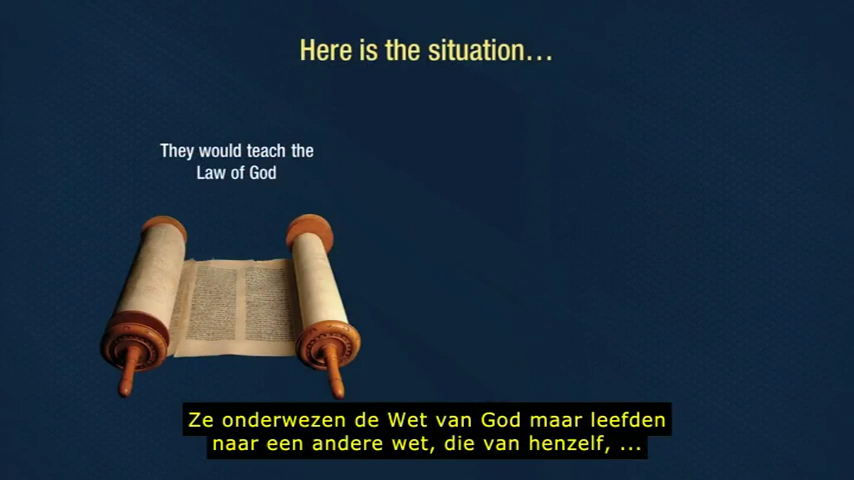 Here is the situation...
They would teach the
Law of God
Ze onderwezen de Wet van God maar leefden
naar een andere wet, die van henzelf, ...